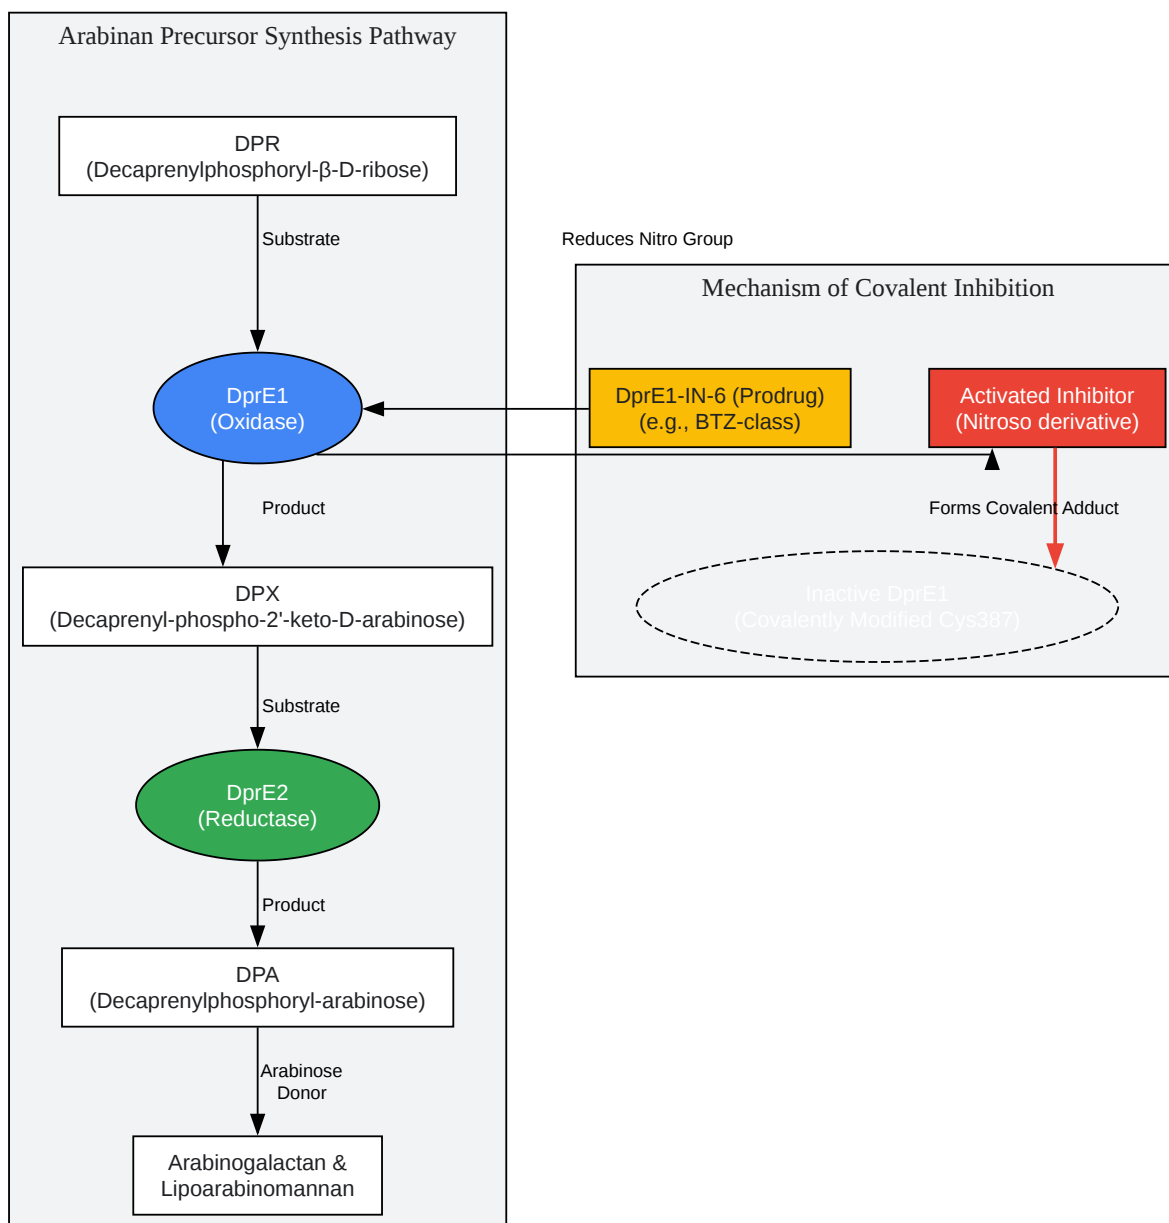 Arabinan Precursor Synthesis Pathway
DPR
(Decaprenylphosphoryl-β-D-ribose)
Substrate
DprE1
(Oxidase)
Product
DPX
(Decaprenyl-phospho-2'-keto-D-arabinose)
Substrate
DprE2
(Reductase)
Product
DPA
(Decaprenylphosphoryl-arabinose)
Arabinose
Donor
Arabinogalactan &
Lipoarabinomannan
Reduces Nitro Group
Mechanism of Covalent Inhibition
DprE1-IN-6 (Prodrug)
(e.g., BTZ-class)
Activated Inhibitor
(Nitroso derivative)
Forms Covalent Adduct
Inactive DprE1
(Covalently Modified Cys387)